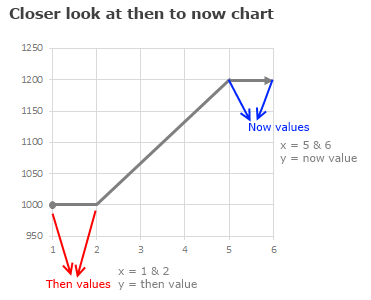 Closer look at then to now chart
1250
1200
1150
1100
1050
1000
950
1 2 3 4 5 6
Now values
x = 5 & 6
y = now value
Then values
x = 1 & 2
y = then value